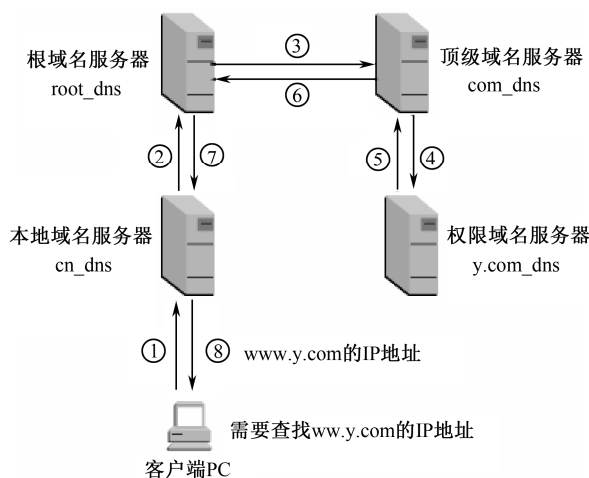 根域名服务器
root_dns
③
⑥
顶级域名服务器
com_dns
②
⑦
⑤
④
本地域名服务器
cn_dns
权限域名服务器
y.com_dns
①
⑧
www.y.com的IP地址
需要查找ww.y.com的IP地址
客户端PC